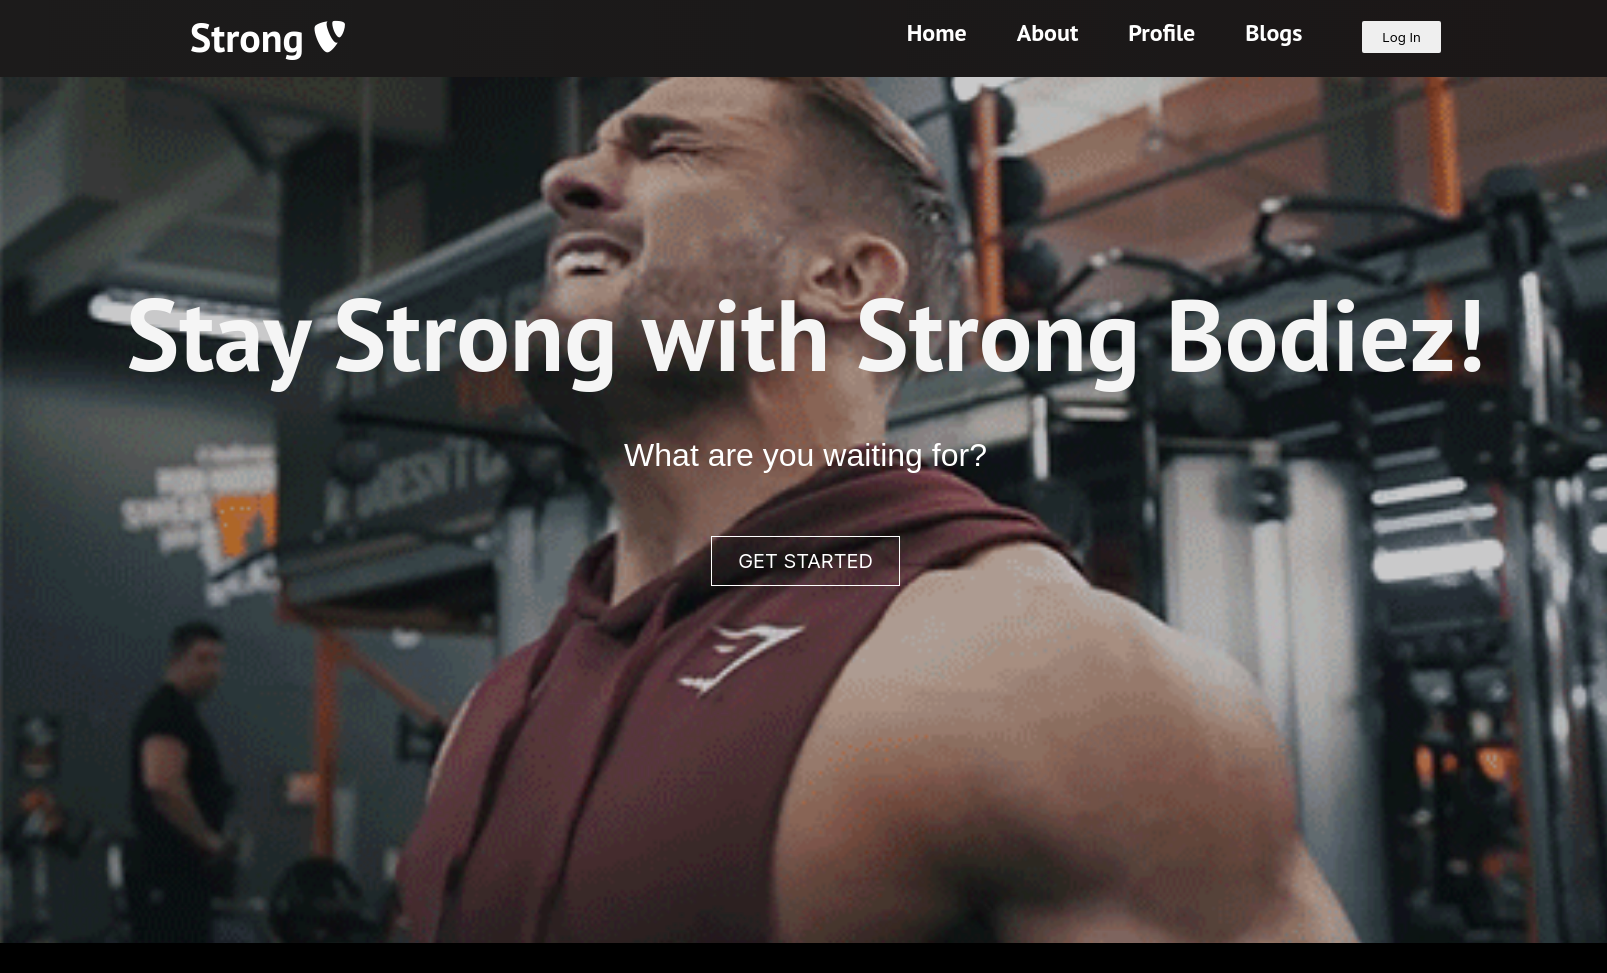 Strong
Home About Profile Blogs Log In
Stay Strong with Strong Bodiez!
What are you waiting for?
GET STARTED